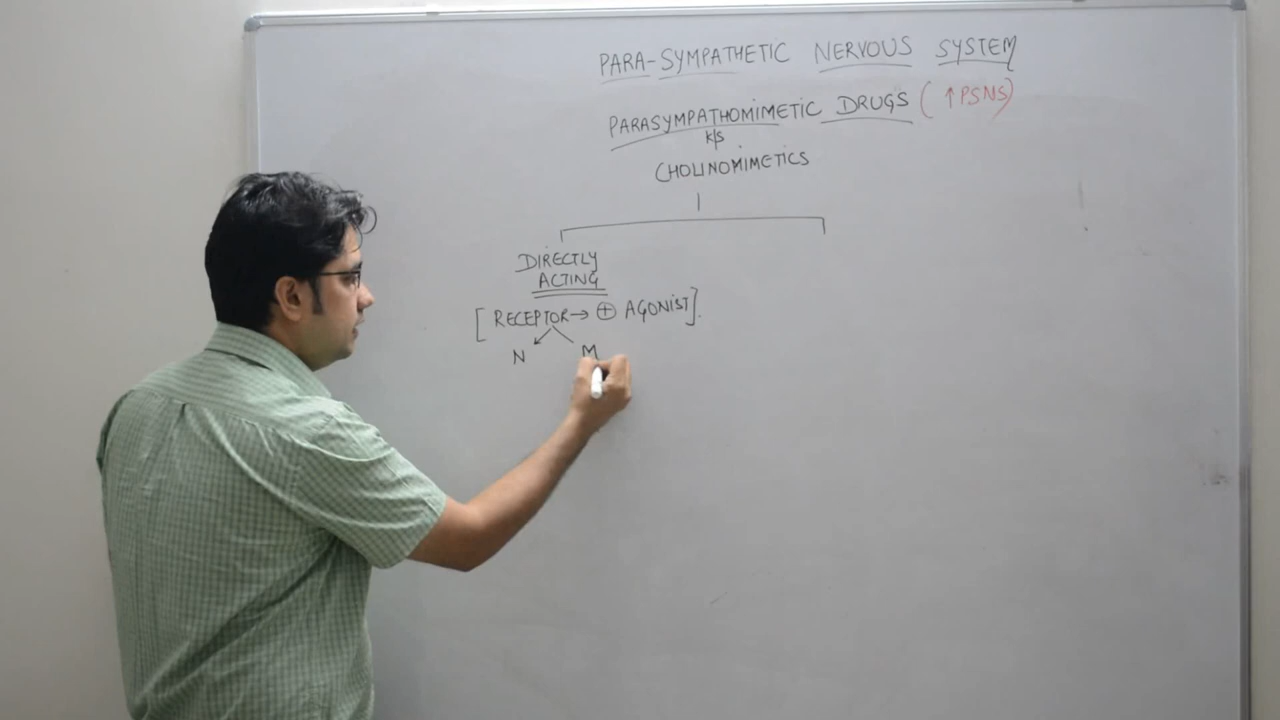 PARA-SYMPATHETIC NERVOUS SYSTEM
PARASYMPATHOMIMETIC DRUGS (↑PSNS)
k/s
CHOLINOMIMETICS
DIRECTLY
ACTING
[RECEPTOR→ ⊕ AGONIST].
N M